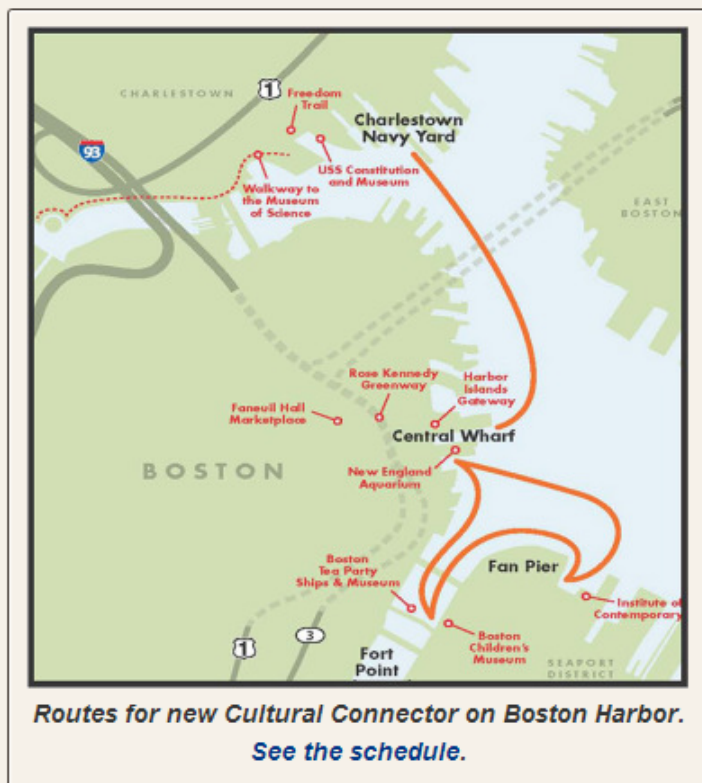 CHARLESTOWN
1
Freedom
Trail
93
Charlestown
Navy Yard
USS Constitution
and Museum
Walkway to
the Museum
of Science
EAST
BOSTON
Rose Kennedy
Greenway
Harbor
Islands
Gateway
Faneuil Hall
Marketplace
Central Wharf
BOSTON
New England
Aquarium
Boston
Tea Party
Ships & Museum
Fan Pier
Institute of
Contemporary
1
3
Fort
Point
Boston
Children's
Museum
SEAPORT
DISTRICT
Routes for new Cultural Connector on Boston Harbor.
See the schedule.